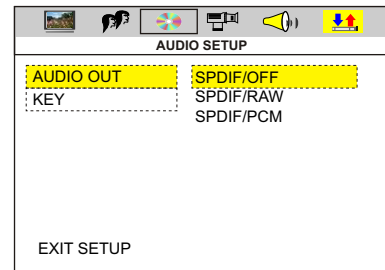 AUDIO SETUP
AUDIO OUT
KEY
SPDIF/OFF
SPDIF/RAW
SPDIF/PCM
EXIT SETUP